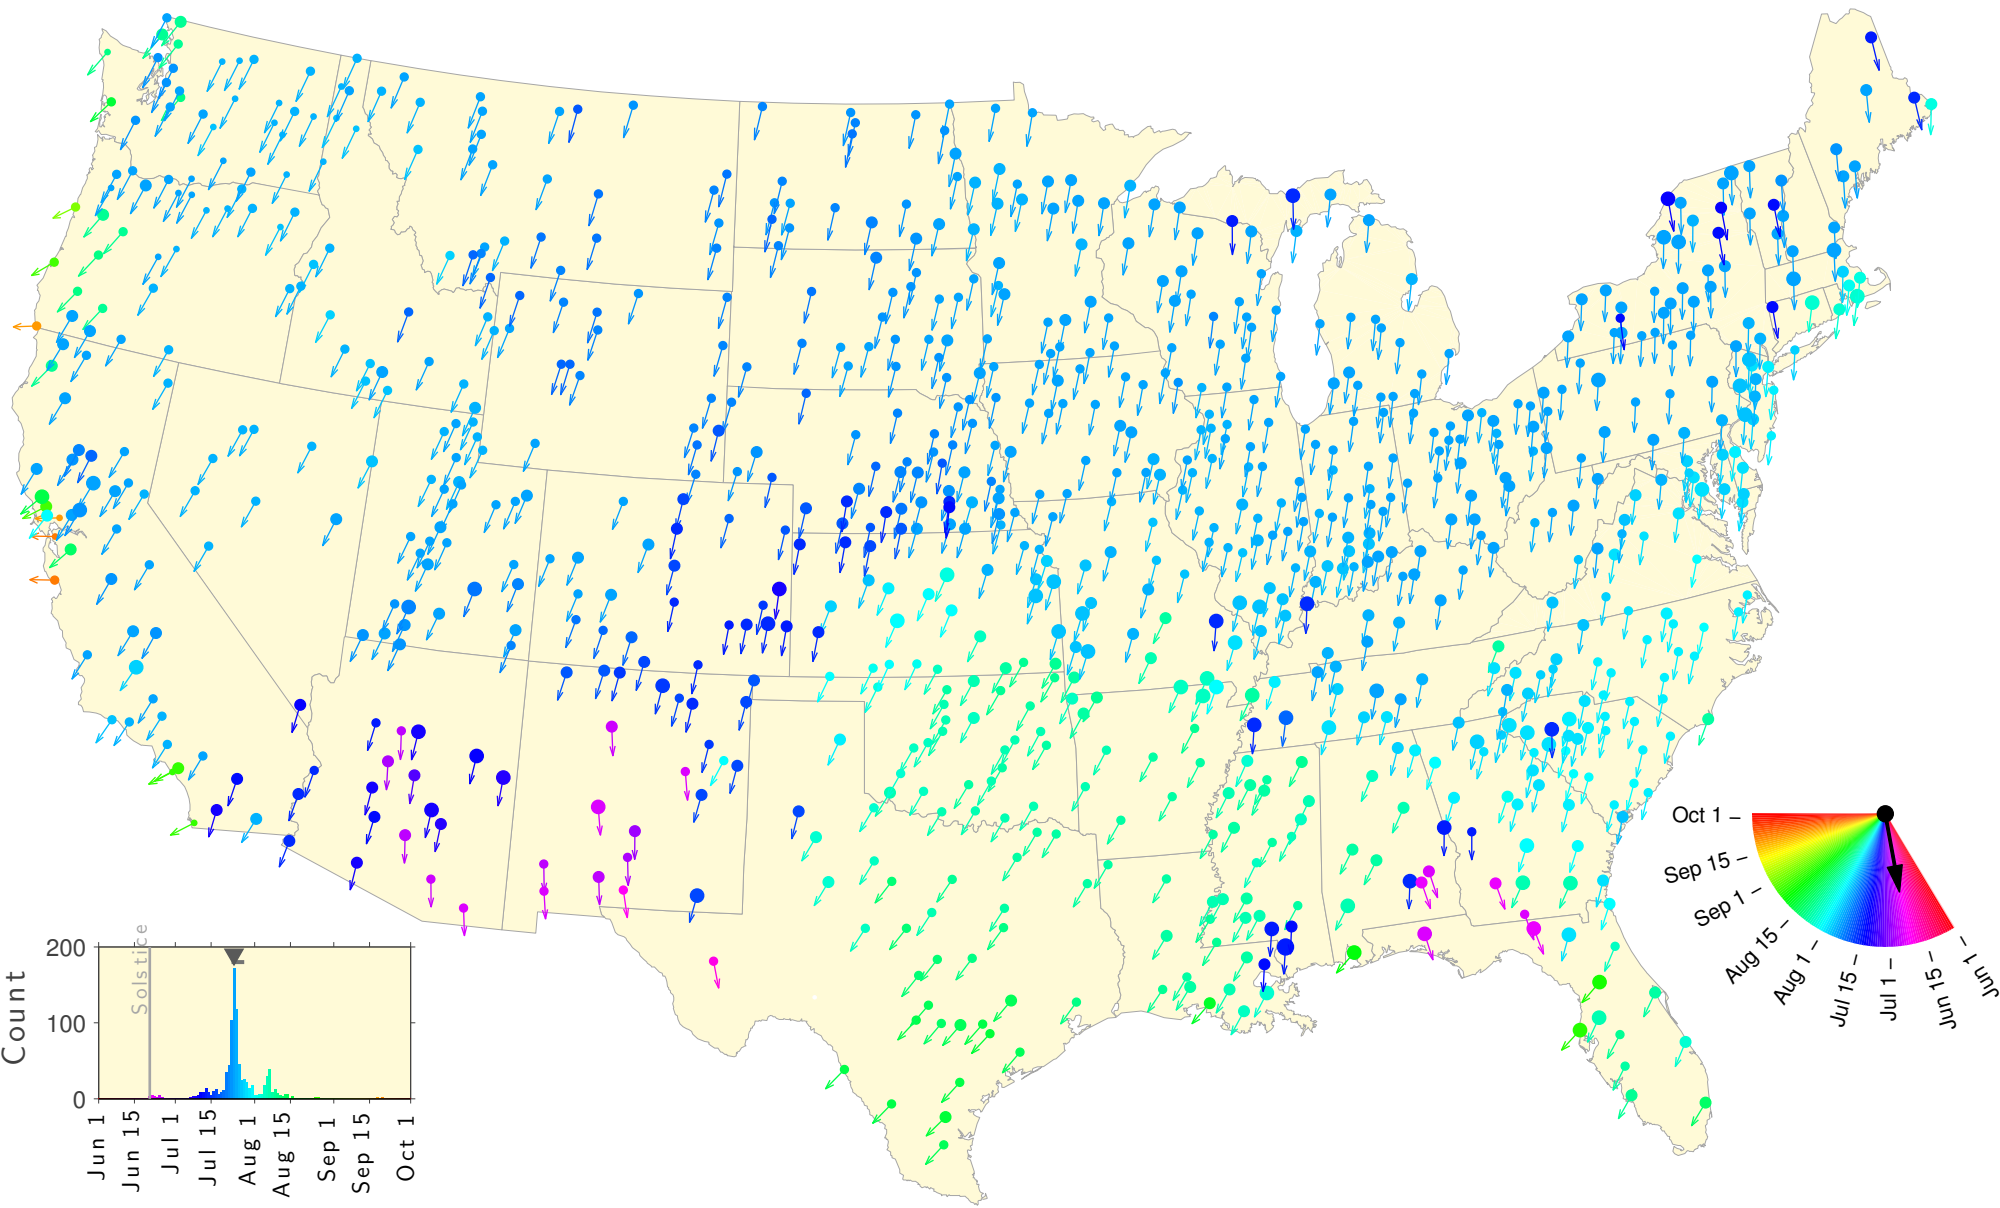 Oct 1 –
Sep 15 –
Sep 1 –
Aug 15 –
Aug 1 –
Jul 15 –
Jul 1 –
Jun 15 –
Jun 1 –
Solstice
Count
200
100
0
Jun 1
Jun 15
Jul 1
Jul 15
Aug 1
Aug 15
Sep 1
Sep 15
Oct 1